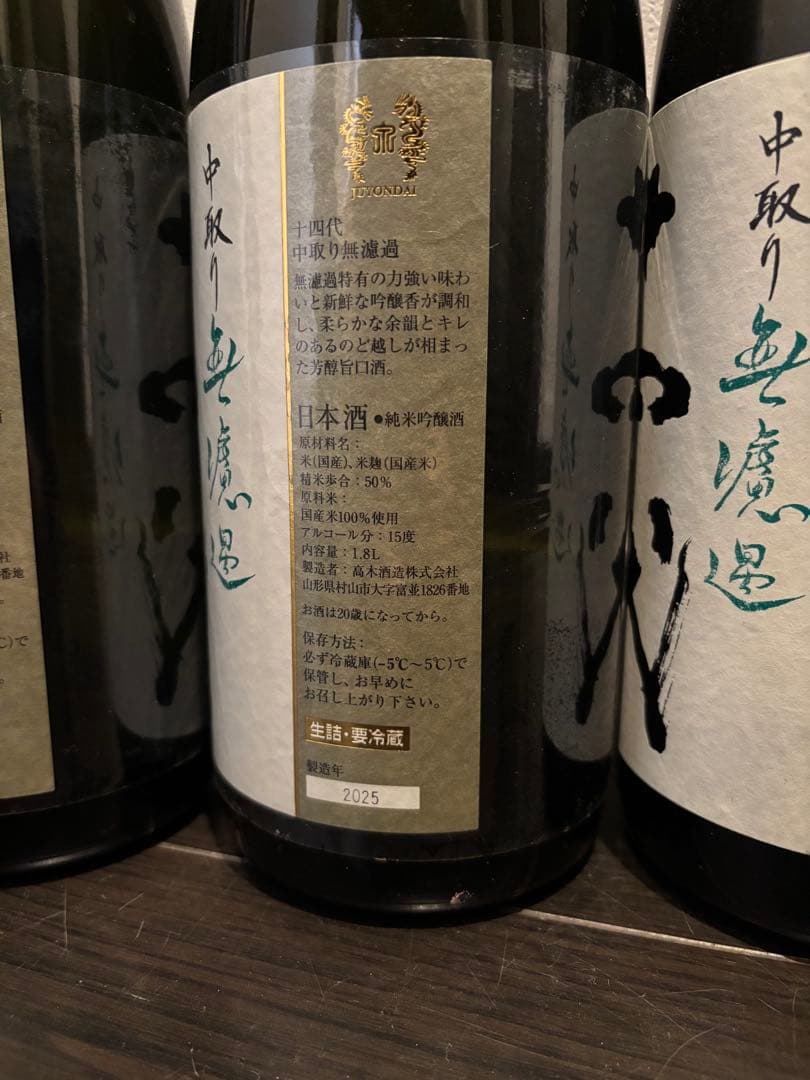 中取り無濾過
JUYONDAI
十四代
中取り無濾過
無濾過特有の力強い味わ
いと新鮮な吟醸香が調和
し、柔らかな余韻とキレ
のあるのど越しが相まっ
た芳醇旨口酒。
日本酒●純米吟醸酒
原材料名：
米(国産)、米麹(国産米)
精米歩合：50%
原料米：
国産米100%使用
アルコール分：15度
内容量：1.8L
製造者：高木酒造株式会社
山形県村山市大字富並1826番地
お酒は20歳になってから。
保存方法：
必ず冷蔵庫(-5℃〜5℃)で
保管し、お早めに
お召し上がり下さい。
生詰・要冷蔵
製造年
2025
中取り無濾過
十四代
社
番地
。
℃)で
。